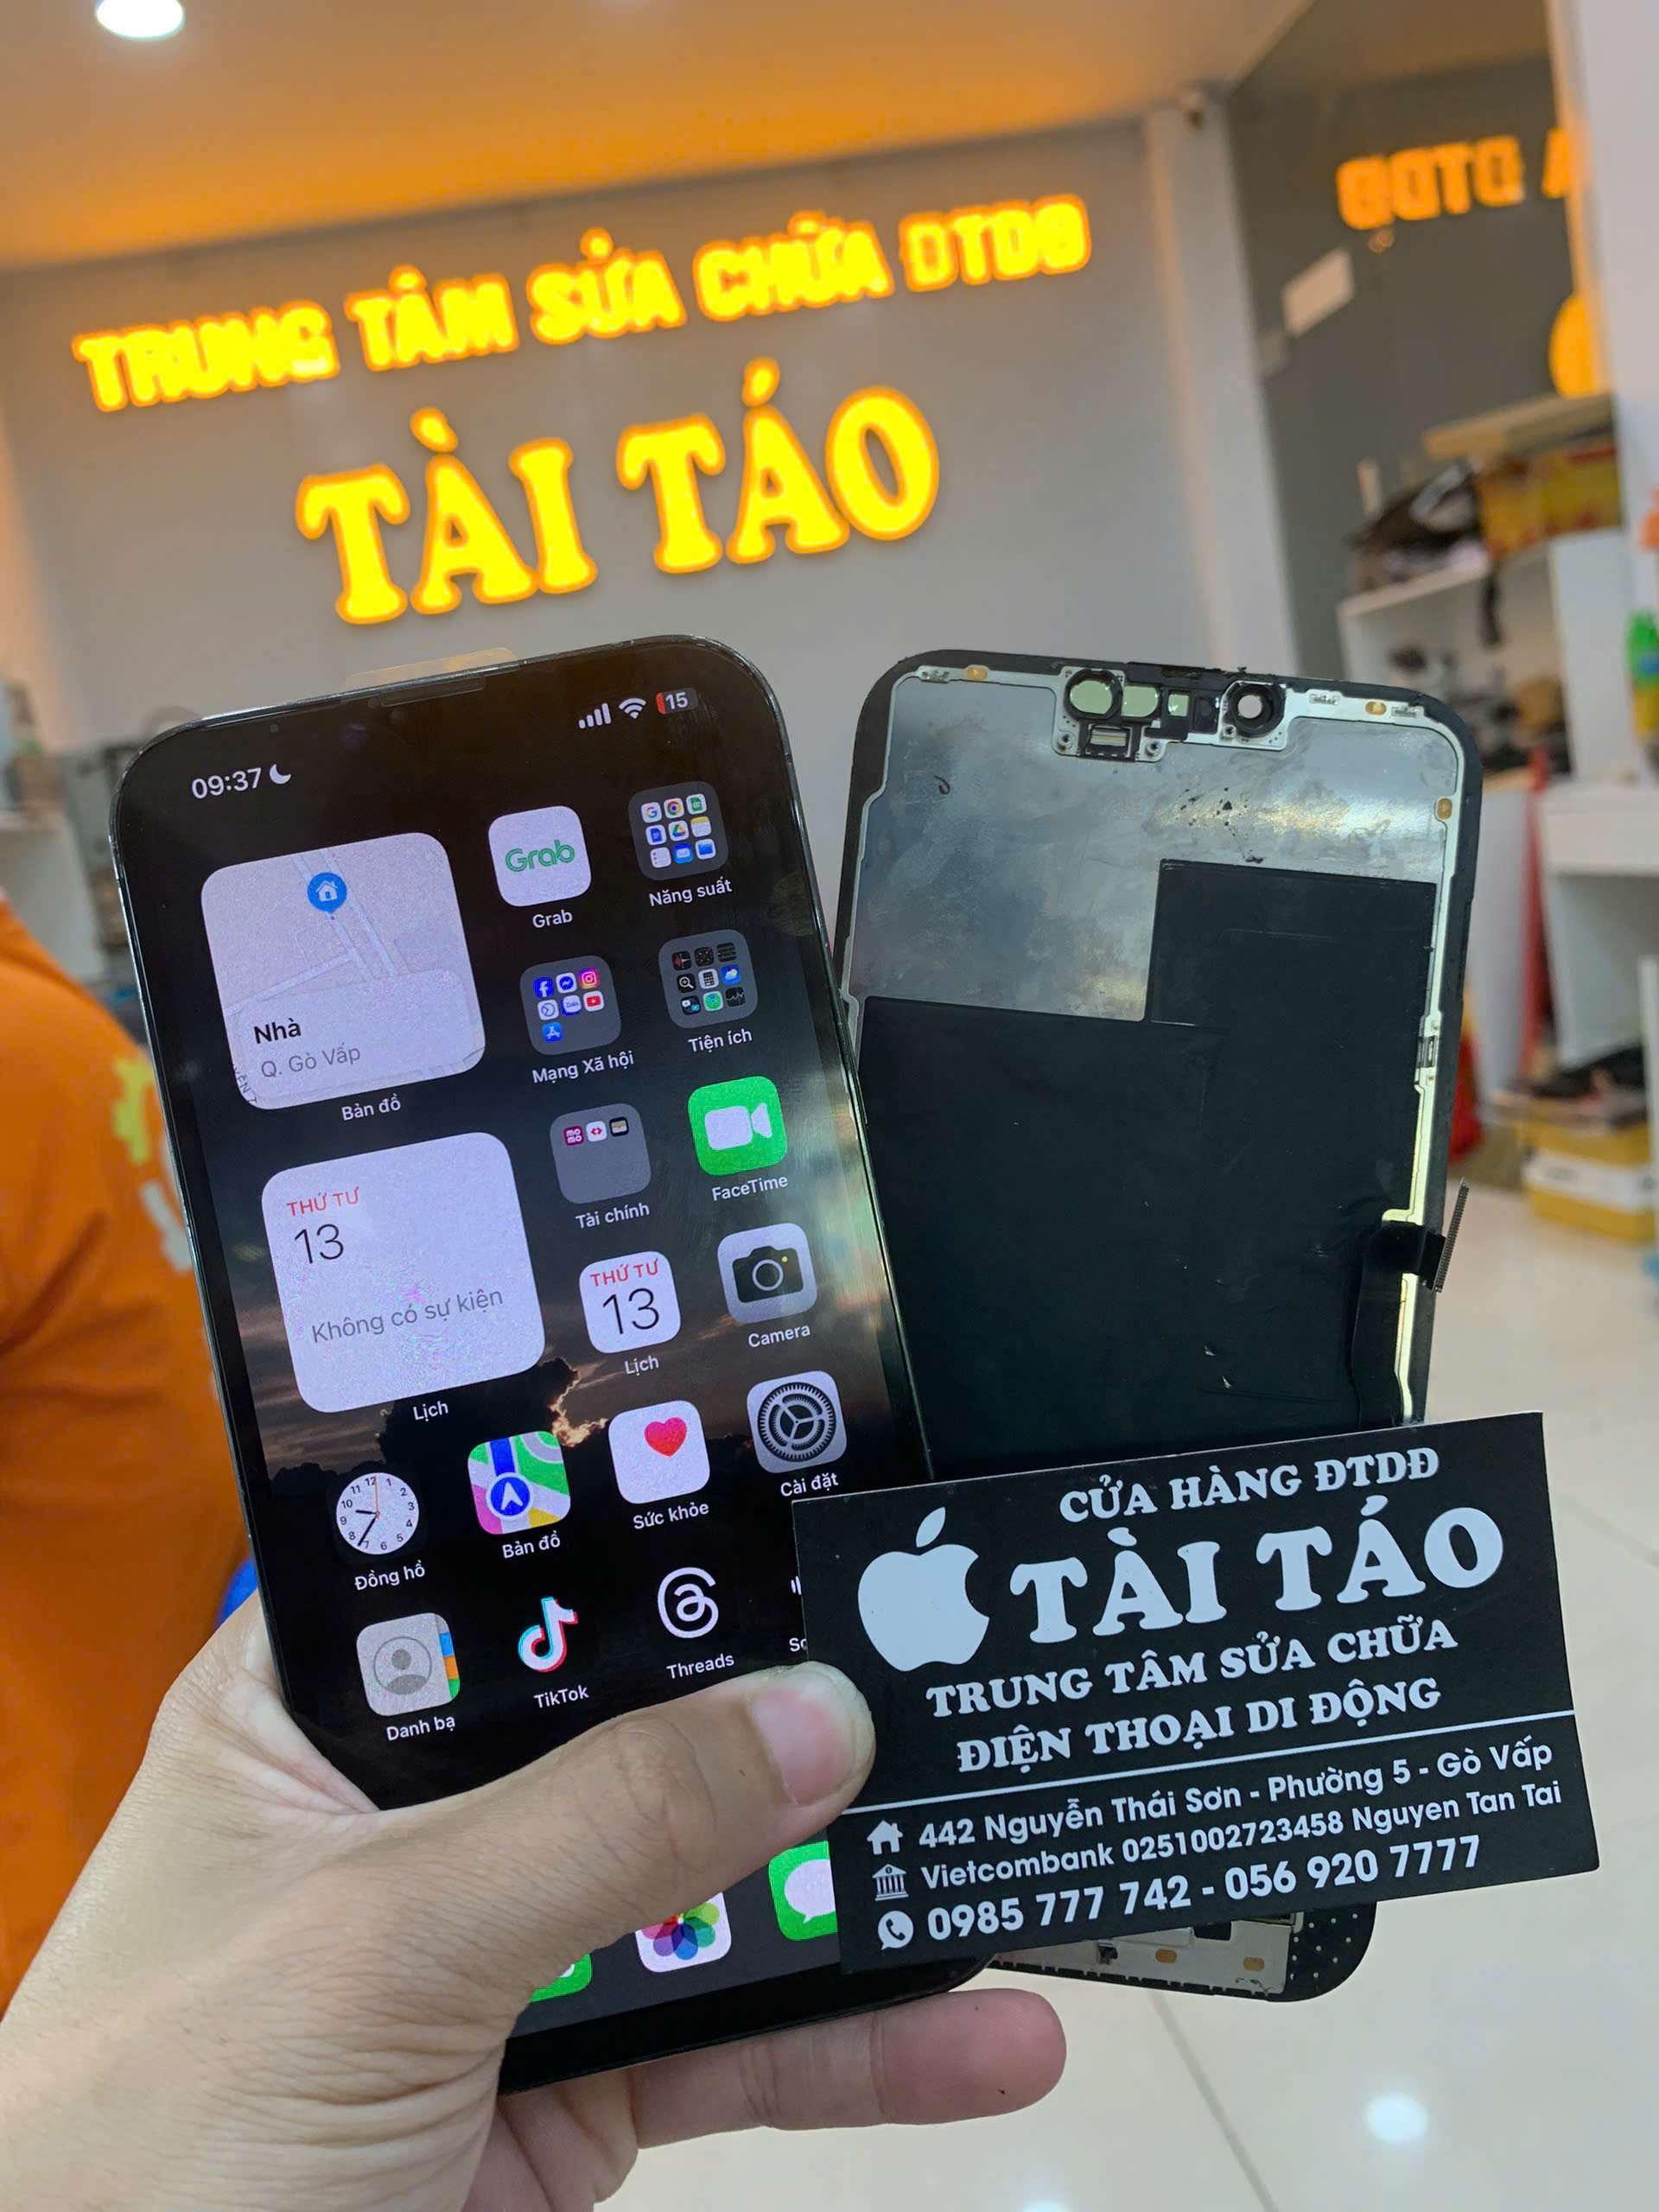 TRUNG TÂM SỬA CHỮA ĐTDĐ
TÀI TÁO
09:37
15
Nhà
Q. Gò Vấp
Bản đồ
Grab
Grab
Năng suất
Mạng Xã hội
Tiện ích
THỨ TƯ
13
Không có sự kiện
Lịch
Tài chính
FaceTime
THỨ TƯ
13
Lịch
Camera
Đồng hồ
Bản đồ
Sức khỏe
Cài đặt
Danh bạ
TikTok
Threads
CỬA HÀNG ĐTDĐ
TÀI TÁO
TRUNG TÂM SỬA CHỮA
ĐIỆN THOẠI DI ĐỘNG
442 Nguyễn Thái Sơn - Phường 5 - Gò Vấp
Vietcombank 0251002723458 Nguyen Tan Tai
0985 777 742 - 056 920 7777